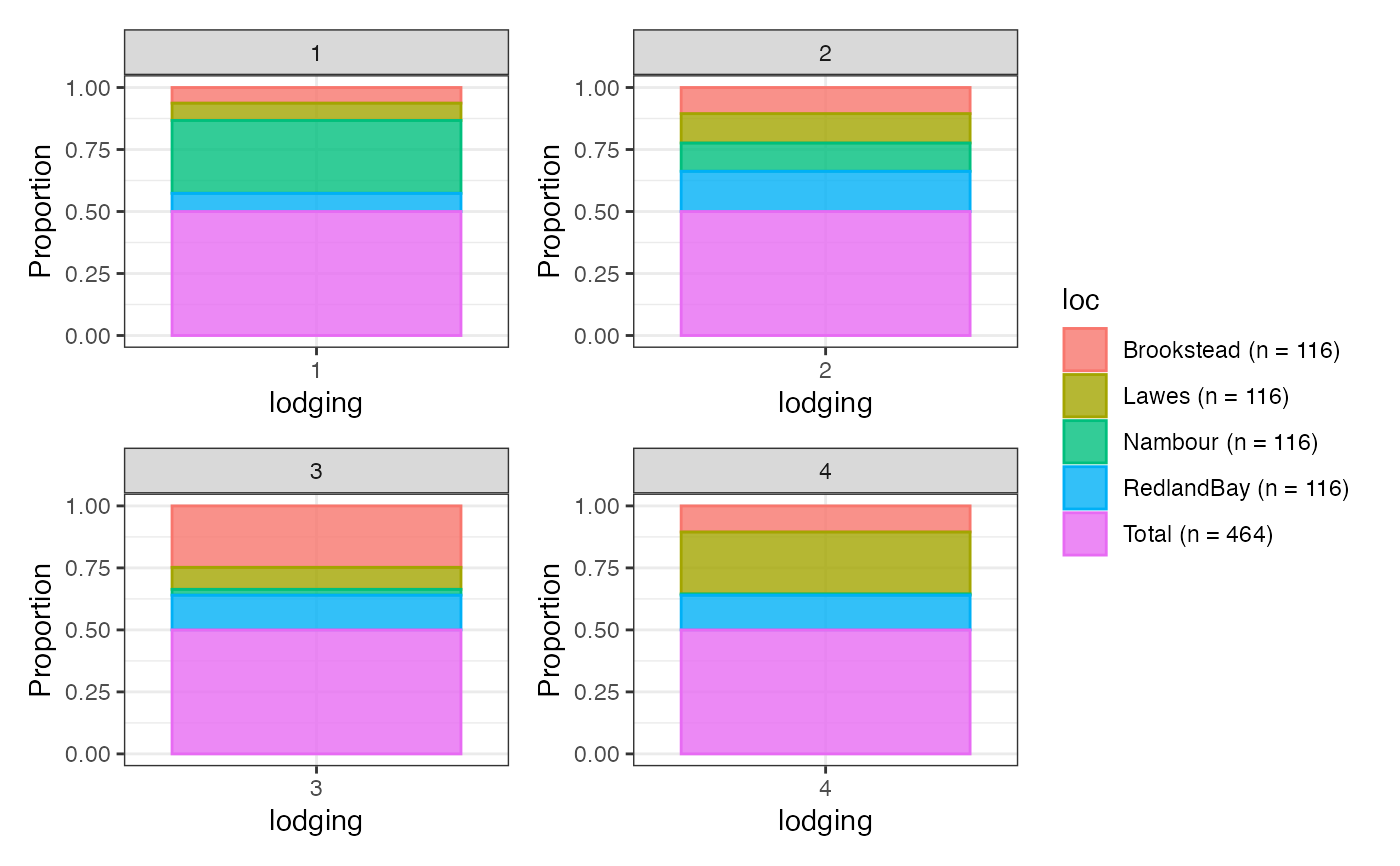 1
1.00
0.75
0.50
0.25
0.00
Proportion
1
lodging
2
1.00
0.75
0.50
0.25
0.00
Proportion
2
lodging
3
1.00
0.75
0.50
0.25
0.00
Proportion
3
lodging
4
1.00
0.75
0.50
0.25
0.00
Proportion
4
lodging
loc
Brookstead (n = 116)
Lawes (n = 116)
Nambour (n = 116)
RedlandBay (n = 116)
Total (n = 464)